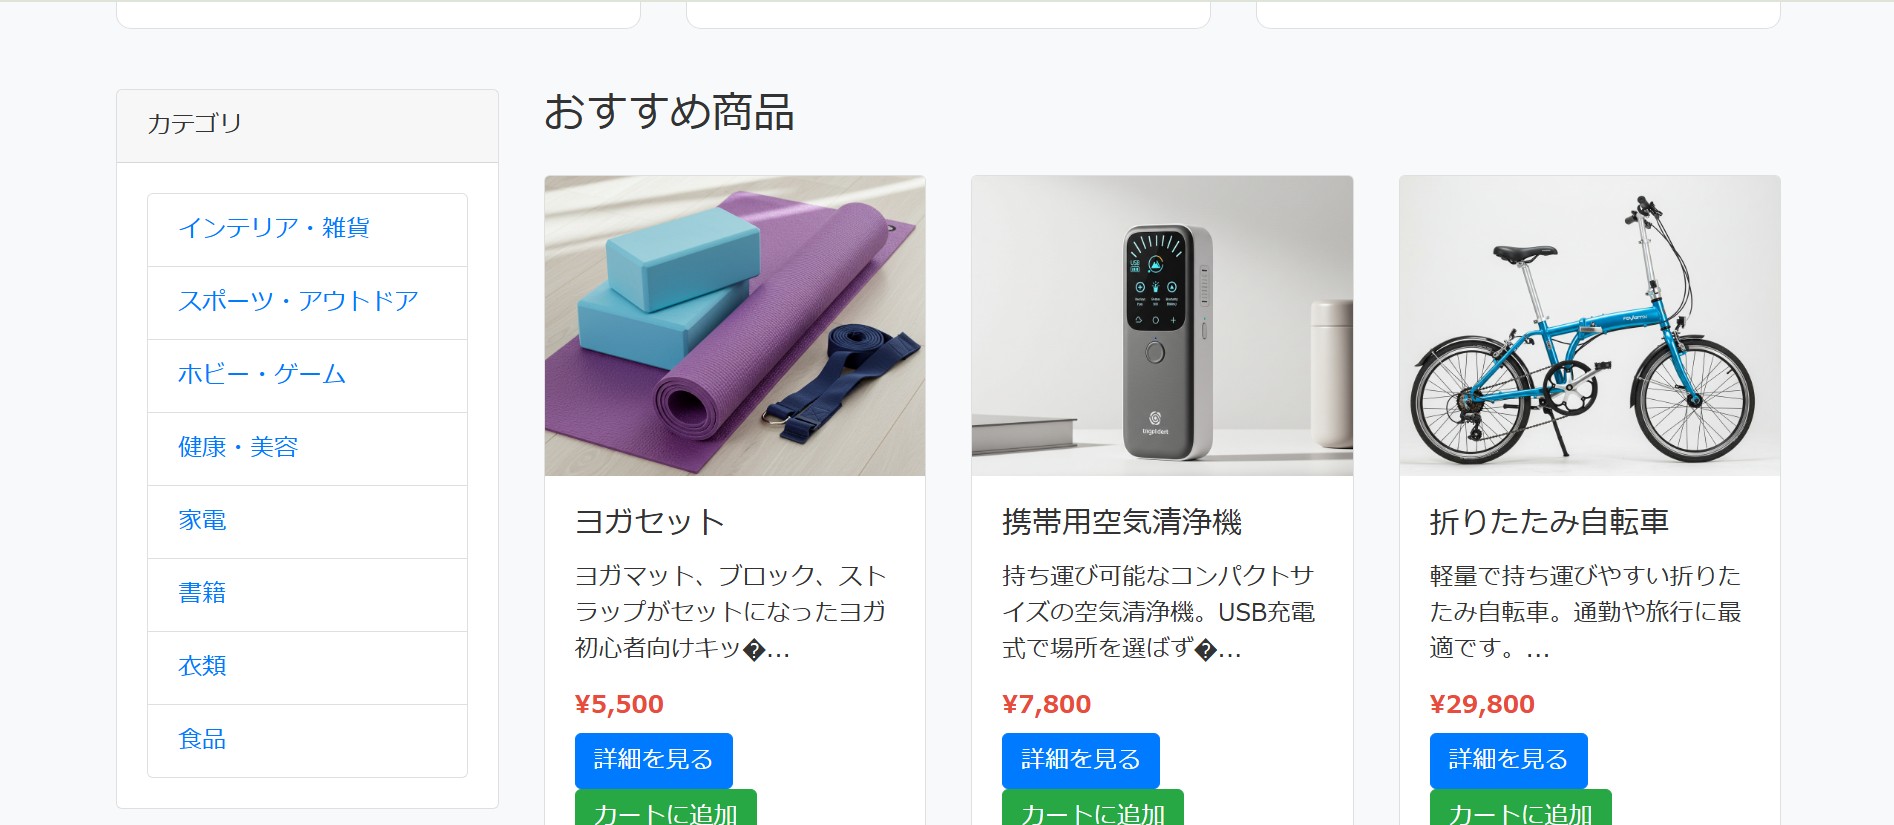 カテゴリ
インテリア・雑貨
スポーツ・アウトドア
ホビー・ゲーム
健康・美容
家電
書籍
衣類
食品
おすすめ商品
ヨガセット
ヨガマット、ブロック、スト
ラップがセットになったヨガ
初心者向けキッ�...
¥5,500
詳細を見る
カートに追加
USB
携帯用空気清浄機
持ち運び可能なコンパクトサ
イズの空気清浄機。USB充電
式で場所を選ばず�...
¥7,800
詳細を見る
カートに追加
折りたたみ自転車
軽量で持ち運びやすい折りた
たみ自転車。通勤や旅行に最
適です。...
¥29,800
詳細を見る
カートに追加